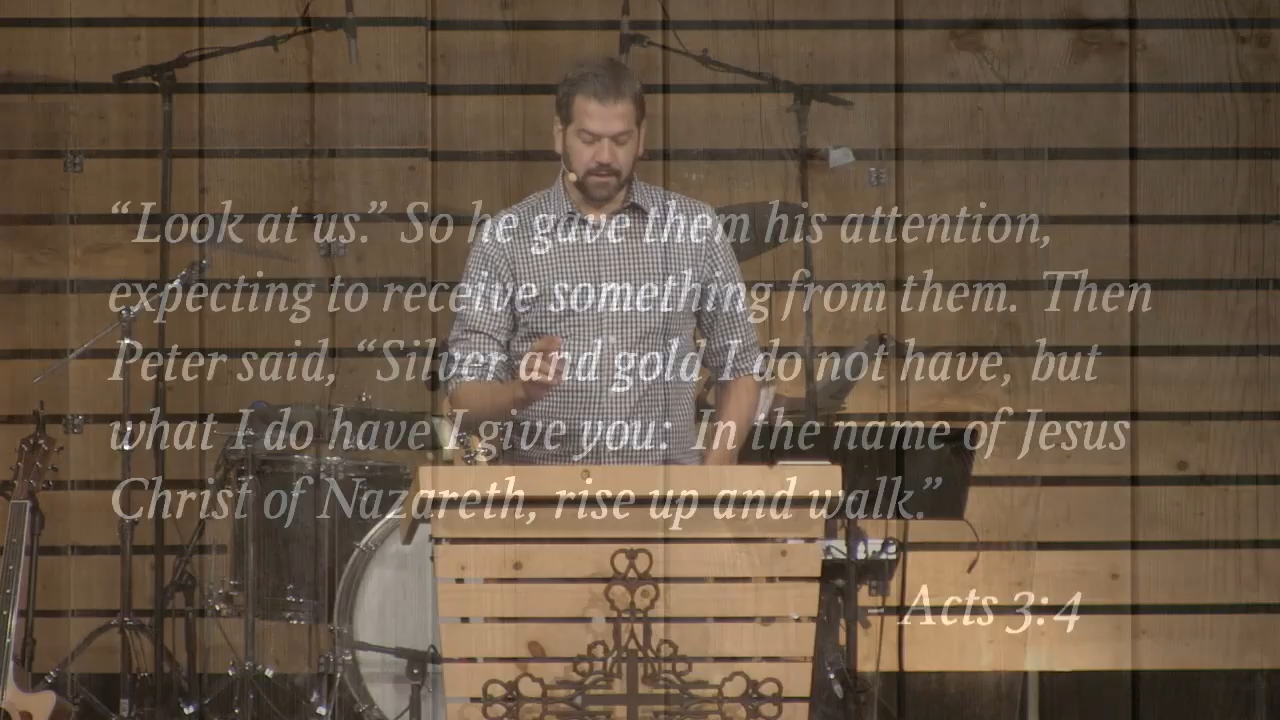 “Look at us.” So he gave them his attention,
expecting to receive something from them. Then
Peter said, “Silver and gold I do not have, but
what I do have I give you: In the name of Jesus
Christ of Nazareth, rise up and walk.”
- Acts 3:4